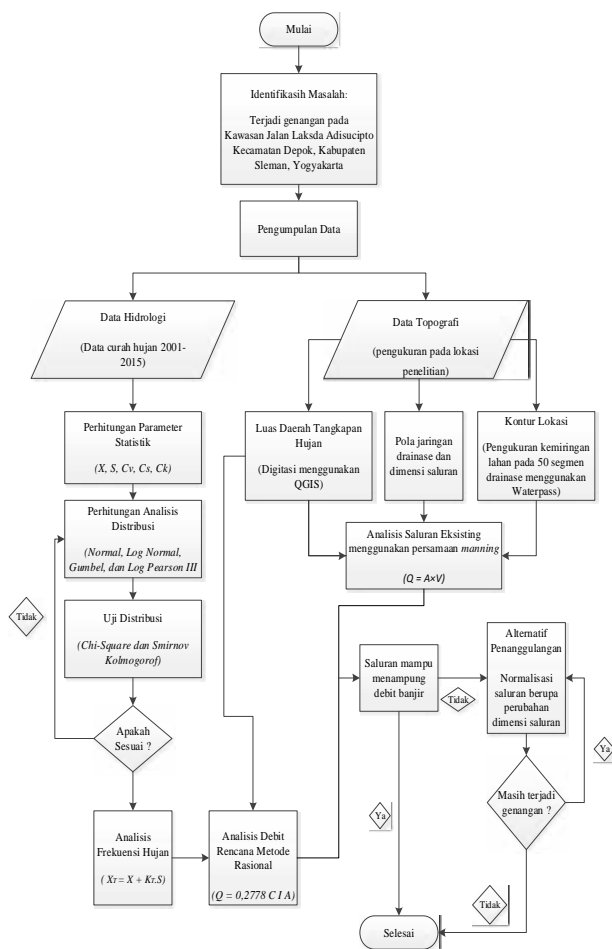 Mulai
Identifikasih Masalah:
Terjadi genangan pada
Kawasan Jalan Laksda Adisucipto
Kecamatan Depok, Kabupaten
Sleman, Yogyakarta
Pengumpulan Data
Data Hidrologi
(Data curah hujan 2001-
2015)
Data Topografi
(pengukuran pada lokasi
penelitian)
Perhitungan Parameter
Statistik
(X, S, Cv, Cs, Ck)
Luas Daerah Tangkapan
Hujan
(Digitasi menggunakan
QGIS)
Pola jaringan
drainase dan
dimensi saluran
Kontur Lokasi
(Pengukuran kemiringan
lahan pada 50 segmen
drainase menggunakan
Waterpass)
Perhitungan Analisis
Distribusi
(Normal, Log Normal,
Gumbel, dan Log Pearson III
Analisis Saluran Eksisting
menggunakan persamaan manning
(Q = A×V)
Tidak
Uji Distribusi
(Chi-Square dan Smirnov
Kolmogorof)
Apakah
Sesuai ?
Saluran mampu
menampung
debit banjir
Tidak
Alternatif
Penanggulangan
Normalisasi
saluran berupa
perubahan
dimensi saluran
Ya
Masih terjadi
genangan ?
Ya
Analisis
Frekuensi Hujan
( XT = X + KT.S)
Analisis Debit
Rencana Metode
Rasional
(Q = 0,2778 C I A)
Tidak
Selesai